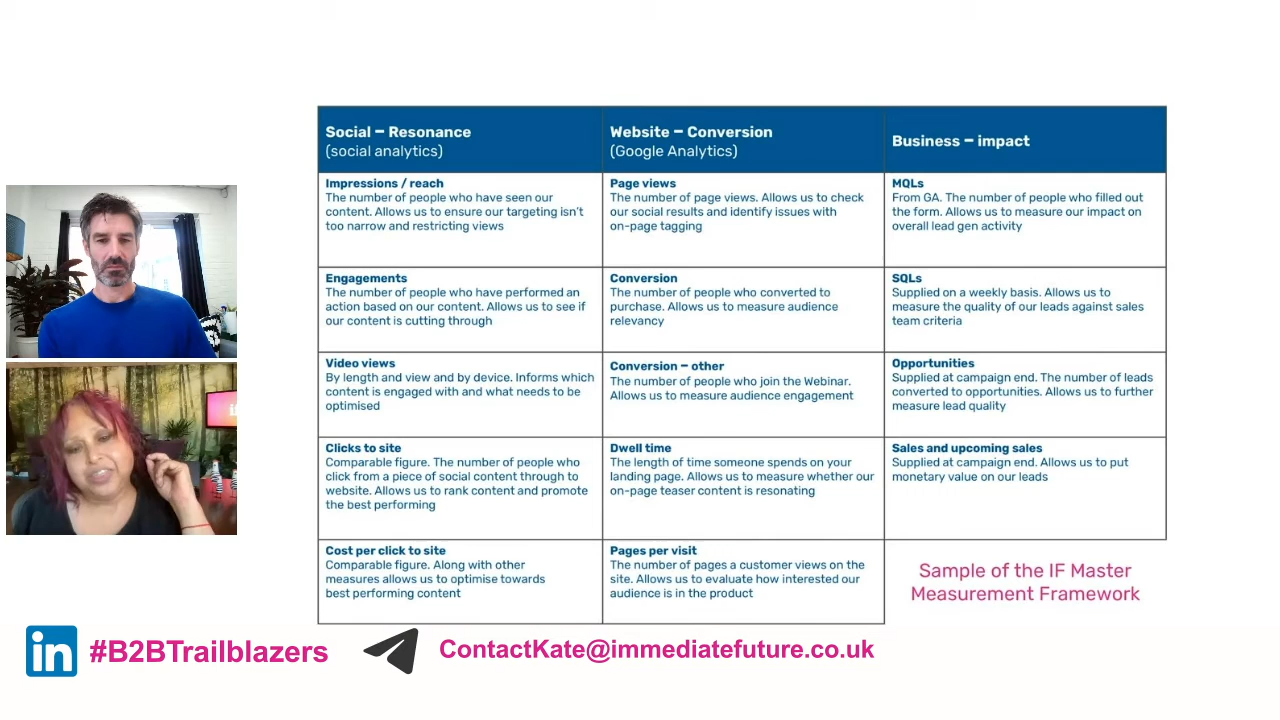 Social – Resonance
(social analytics)
Website – Conversion
(Google Analytics)
Business – impact
Impressions / reach
The number of people who have seen our
content. Allows us to ensure our targeting isn't
too narrow and restricting views
Page views
The number of page views. Allows us to check
our social results and identify issues with
on-page tagging
MQLs
From GA. The number of people who filled out
the form. Allows us to measure our impact on
overall lead gen activity
Engagements
The number of people who have performed an
action based on our content. Allows us to see if
our content is cutting through
Conversion
The number of people who converted to
purchase. Allows us to measure audience
relevancy
SQLs
Supplied on a weekly basis. Allows us to
measure the quality of our leads against sales
team criteria
Video views
By length and view and by device. Informs which
content is engaged with and what needs to be
optimised
Conversion – other
The number of people who join the Webinar.
Allows us to measure audience engagement
Opportunities
Supplied at campaign end. The number of leads
converted to opportunities. Allows us to further
measure lead quality
Clicks to site
Comparable figure. The number of people who
click from a piece of social content through to
website. Allows us to rank content and promote
the best performing
Dwell time
The length of time someone spends on your
landing page. Allows us to measure whether our
on-page teaser content is resonating
Sales and upcoming sales
Supplied at campaign end. Allows us to put
monetary value on our leads
Cost per click to site
Comparable figure. Along with other
measures allows us to optimise towards
best performing content
Pages per visit
The number of pages a customer views on the
site. Allows us to evaluate how interested our
audience is in the product
Sample of the IF Master
Measurement Framework
in
#B2BTrailblazers
ContactKate@immediatefuture.co.uk